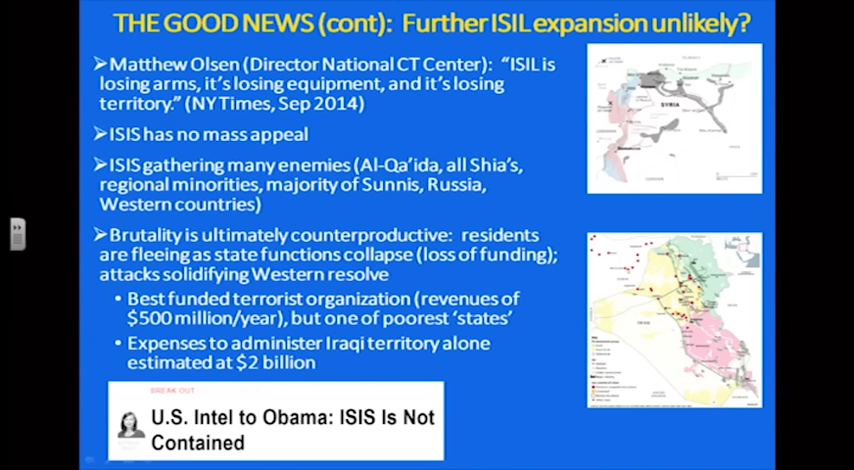 THE GOOD NEWS (cont): Further ISIL expansion unlikely?
➢Matthew Olsen (Director National CT Center): “ISIL is
losing arms, it’s losing equipment, and it’s losing
territory.” (NY Times, Sep 2014)
➢ISIS has no mass appeal
➢ISIS gathering many enemies (Al-Qa’ida, all Shia’s,
regional minorities, majority of Sunnis, Russia,
Western countries)
➢Brutality is ultimately counterproductive: residents
are fleeing as state functions collapse (loss of funding);
attacks solidifying Western resolve
• Best funded terrorist organization (revenues of
$500 million/year), but one of poorest ‘states’
• Expenses to administer Iraqi territory alone
estimated at $2 billion
SYRIA
BREAK OUT
U.S. Intel to Obama: ISIS Is Not
Contained